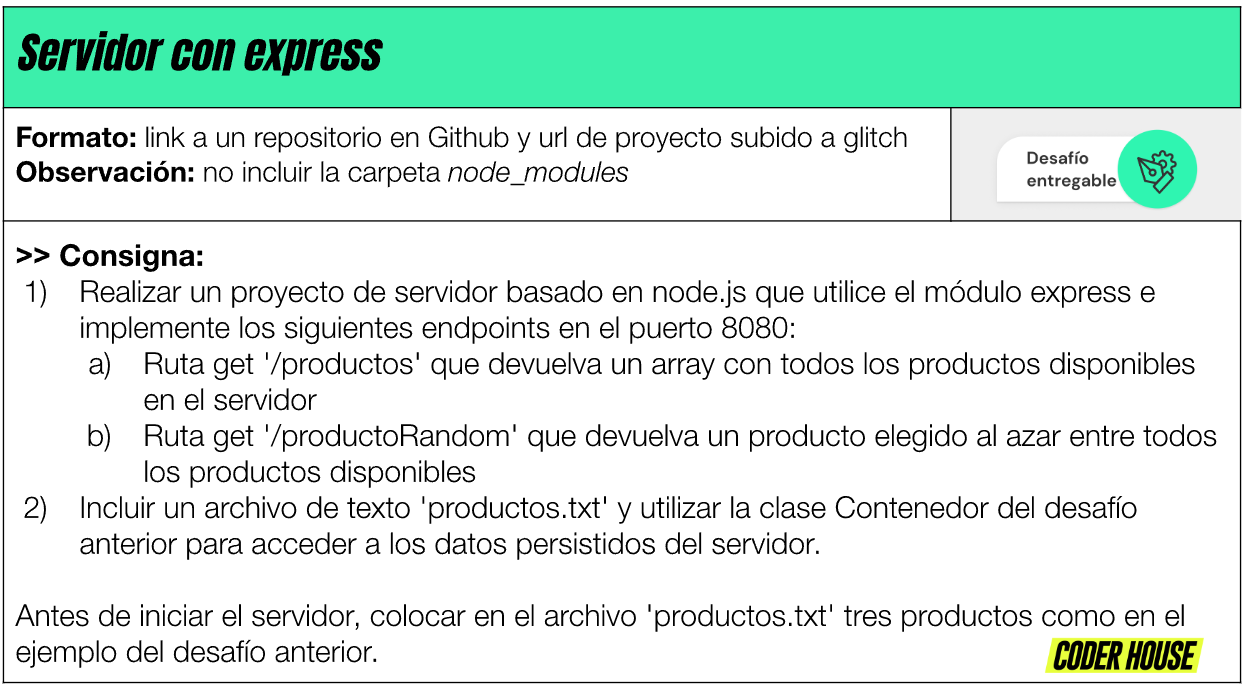 Servidor con express
Formato: link a un repositorio en Github y url de proyecto subido a glitch
Observación: no incluir la carpeta node_modules
Desafío
entregable
>> Consigna:
1) Realizar un proyecto de servidor basado en node.js que utilice el módulo express e
implemente los siguientes endpoints en el puerto 8080:
a) Ruta get '/productos' que devuelva un array con todos los productos disponibles
en el servidor
b) Ruta get '/productoRandom' que devuelva un producto elegido al azar entre todos
los productos disponibles
2) Incluir un archivo de texto 'productos.txt' y utilizar la clase Contenedor del desafío
anterior para acceder a los datos persistidos del servidor.
Antes de iniciar el servidor, colocar en el archivo 'productos.txt' tres productos como en el
ejemplo del desafío anterior.
CODER HOUSE